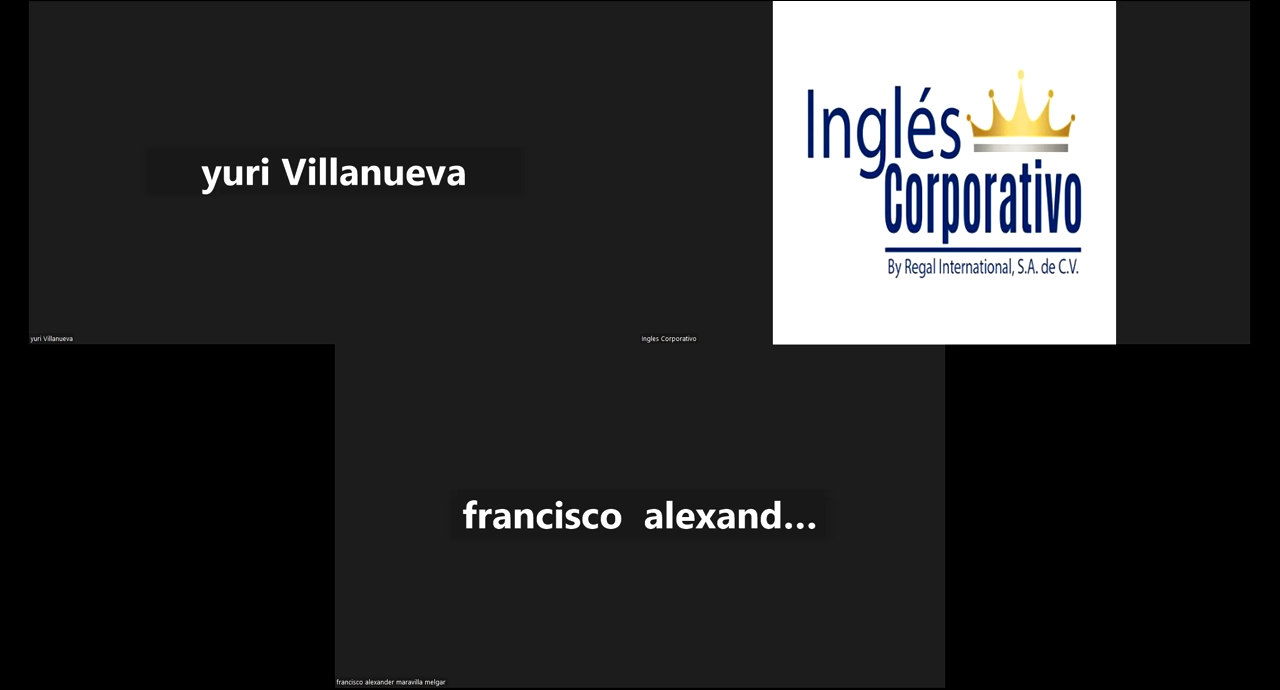 yuri Villanueva
Inglés
Corporativo
By Regal International, S.A. de C.V.
yuri Villanueva
Ingles Corporativo
francisco alexand...
francisco alexander maravilla melgar